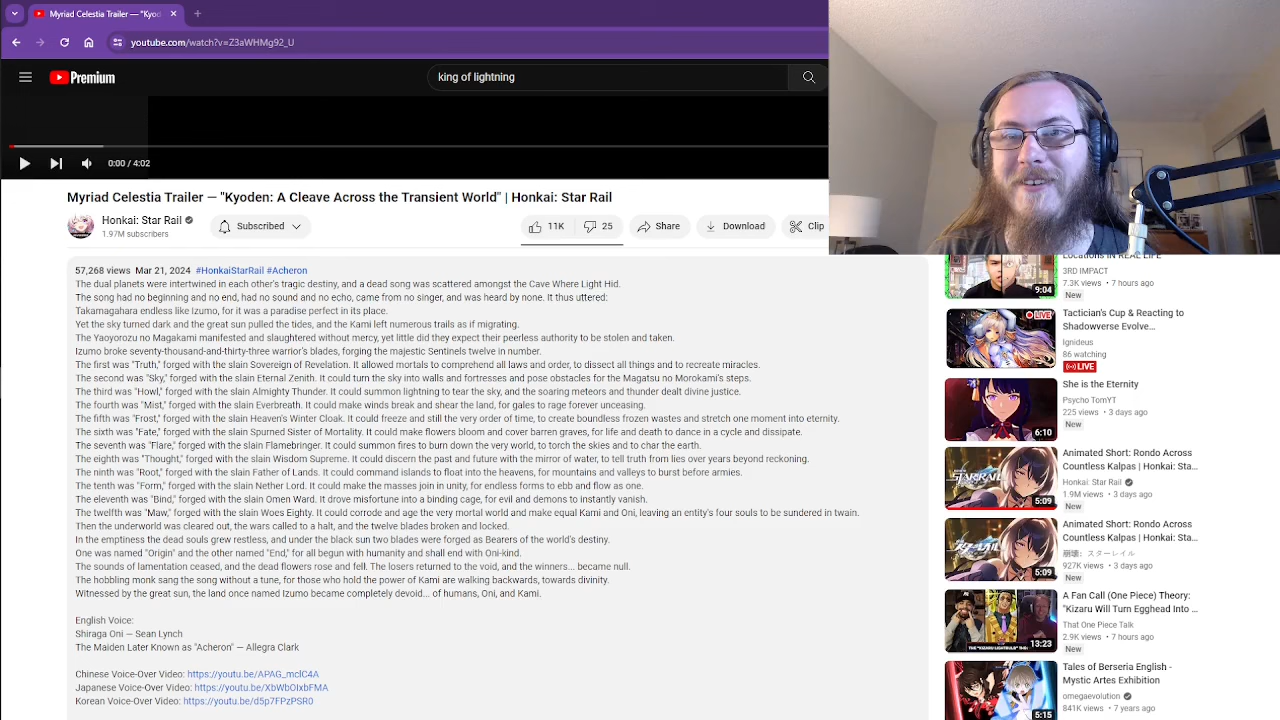 Myriad Celestia Trailer — "Kyod
youtube.com/watch?v=Z3aWHMg92_U
Premium
king of lightning
0:00 / 4:02
Myriad Celestia Trailer — "Kyoden: A Cleave Across the Transient World" | Honkai: Star Rail
Honkai: Star Rail
1.97M subscribers
Subscribed
11K
25
Share
Download
Clip
57,268 views Mar 21, 2024 #HonkaiStarRail #Acheron
The dual planets were intertwined in each other's tragic destiny, and the sad song was scattered amongst the Cave Where Light Hid.
The song had no beginning and no end, had no sound and no tune, came from no singer, and was heard by none. It thus uttered:
Takamagahara endless like Izumo, for it was a paradise perfect in its place.
Yet the sky turned dark and the great sun pulled the tides, and the Kami left numerous trails as if migrating.
The Yaoyorozu no Magakami manifested and slaughtered without mercy, yet little did they expect their peerless authority to be stolen and taken.
Izumo broke seventy-thousand-and-thirty-three warrior's blades, forging the majestic Sentinels twelve in number.
The first was "Truth," forged with the slain Sovereign of Revelation. It warned mortals to comprehend all laws, to dissect all things and to recreate miracles.
The second was "Sky," forged with the slain Eternal Zenith. It could turn the sky into walls and fortresses and pose obstacles for the Magatsu no Morokami's steps.
The third was "Howl," forged with the slain Almighty Thunder. It could summon lightning to tear the sky, and the soaring meteors and thunder dealt divine justice.
The fourth was "Mist," forged with the slain Everbreath. It could make winds break and shear the land, for gales to rage forever unceasing.
The fifth was "Frost," forged with the slain Heaven's Winter Cloak. It could freeze and still the very order of time, to create boundless frozen wastes and stretch one moment into eternity.
The sixth was "Fate," forged with the slain Spurned Sister of Mortality. It could make flowers bloom and cover barren graves, for life and death to dance in a cycle and dissipate.
The seventh was "Flare," forged with the slain Flamebringer. It could summon fires to burn down the very world, to torch the skies and to char the earth.
The eighth was "Thought," forged with the slain Wisdom Supreme. It could discern the past and future with the mirror of water, to tell truth from lies over years beyond reckoning.
The ninth was "Root," forged with the slain Father of Lands. It could command islands to float into the heavens, for mountains and valleys to burst before armies.
The tenth was "Form," forged with the slain Nebulous One. It could make the masses join in unity, for endless forms to ebb and flow as one.
The eleventh was "Bind," forged with the slain Omen Vanguard. It drove misfortune into a binding cage, for evil and demons to instantly vanish.
The twelfth was "Maw," forged with the slain Woes Eight. It could corrode and age the very mortal world and make equal Kami and Oni, leaving an entity's four souls to be sundered in twain.
Then the underworld was cleared out, the wars called to a halt, and the twelve blades broken and locked.
In the emptiness the dead souls grew restless, and under the black sun two blades were forged as Bearers of the world's destiny.
One was named "Origin" and the other named "End," for all begun with humanity and shall end with Oni-kind.
The sounds of lamentation ceased, and the dead flowers rose and fell. The losers returned to the void, and the winners... became null.
The hobbling monk sang the song without a tune, for those who take the power of Kami are walking backwards, towards divinity.
Witnessed by the great sun, the land once named Izumo became completely devoid... of humans, Oni, and Kami.
English Voice:
Shiraga Oni — Sean Lynch
The Maiden Later Known as "Acheron" — Allegra Clark
Chinese Voice-Over Video: https://youtu.be/APAG_mclC4A
Japanese Voice-Over Video: https://youtu.be/XbWbOIxbFMA
Korean Voice-Over Video: https://youtu.be/d5p7FPzPSR0
Locations IN REAL LIFE
3RD IMPACT
7.3K views • 7 hours ago
New
9:04
Tactician's Cup & Reacting to
Shadowverse Evolve…
Ignideus
86 watching
LIVE
LIVE
She is the Eternity
Psycho TomYT
225 views • 3 days ago
New
6:10
Animated Short: Rondo Across
Countless Kalpas | Honkai: Sta…
Honkai: Star Rail
1.9M views • 3 days ago
New
STAR RAIL
5:09
Animated Short: Rondo Across
Countless Kalpas | Honkai: Sta…
崩壊：スターレイル
927K views • 3 days ago
New
5:09
A Fan Call (One Piece) Theory:
"Kizaru Will Turn Egghead Into …
That One Piece Talk
2.9K views • 7 hours ago
New
13:23
Tales of Berseria English -
Mystic Artes Exhibition
omegaevolution
841K views • 7 years ago
5:15